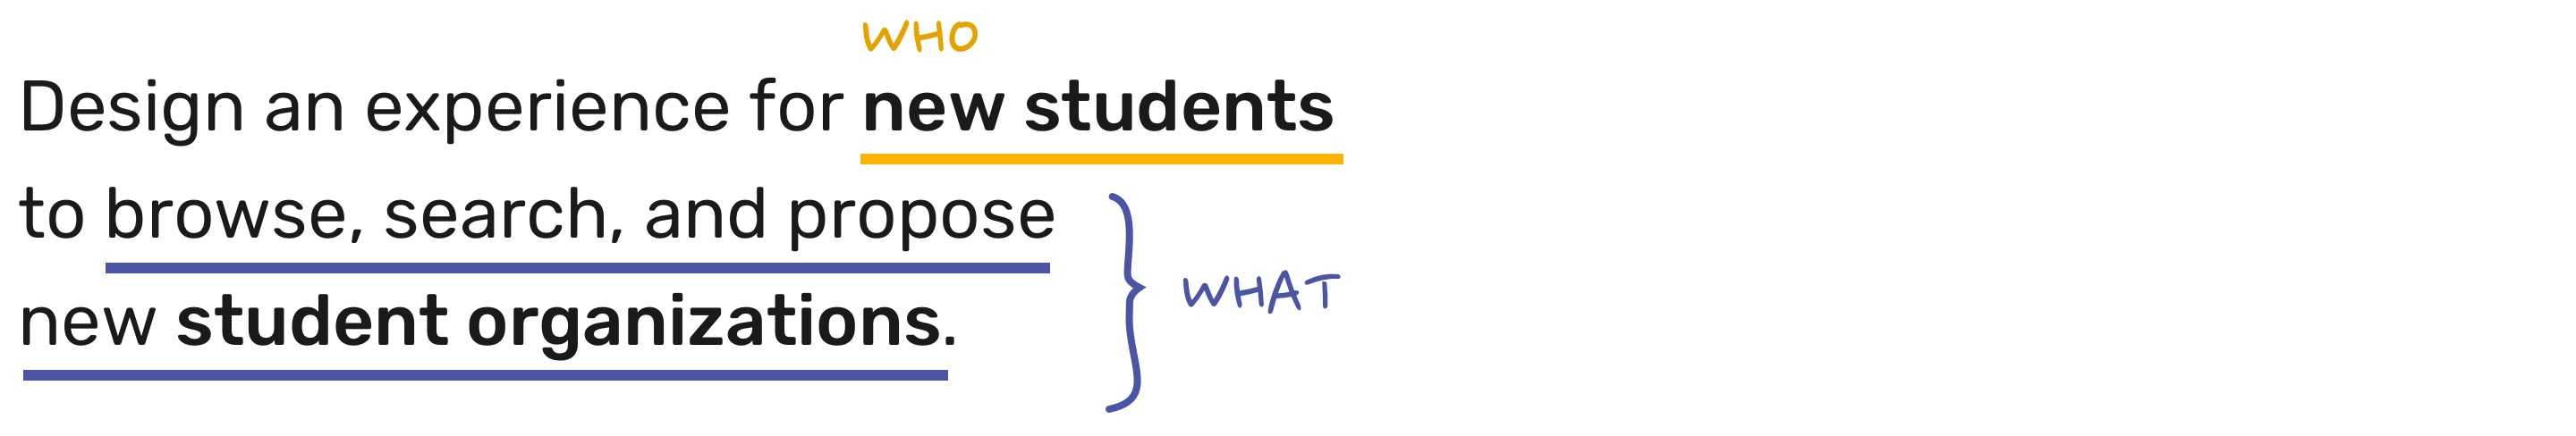 WHO
Design an experience for new students
to browse, search, and propose
new student organizations.
WHAT